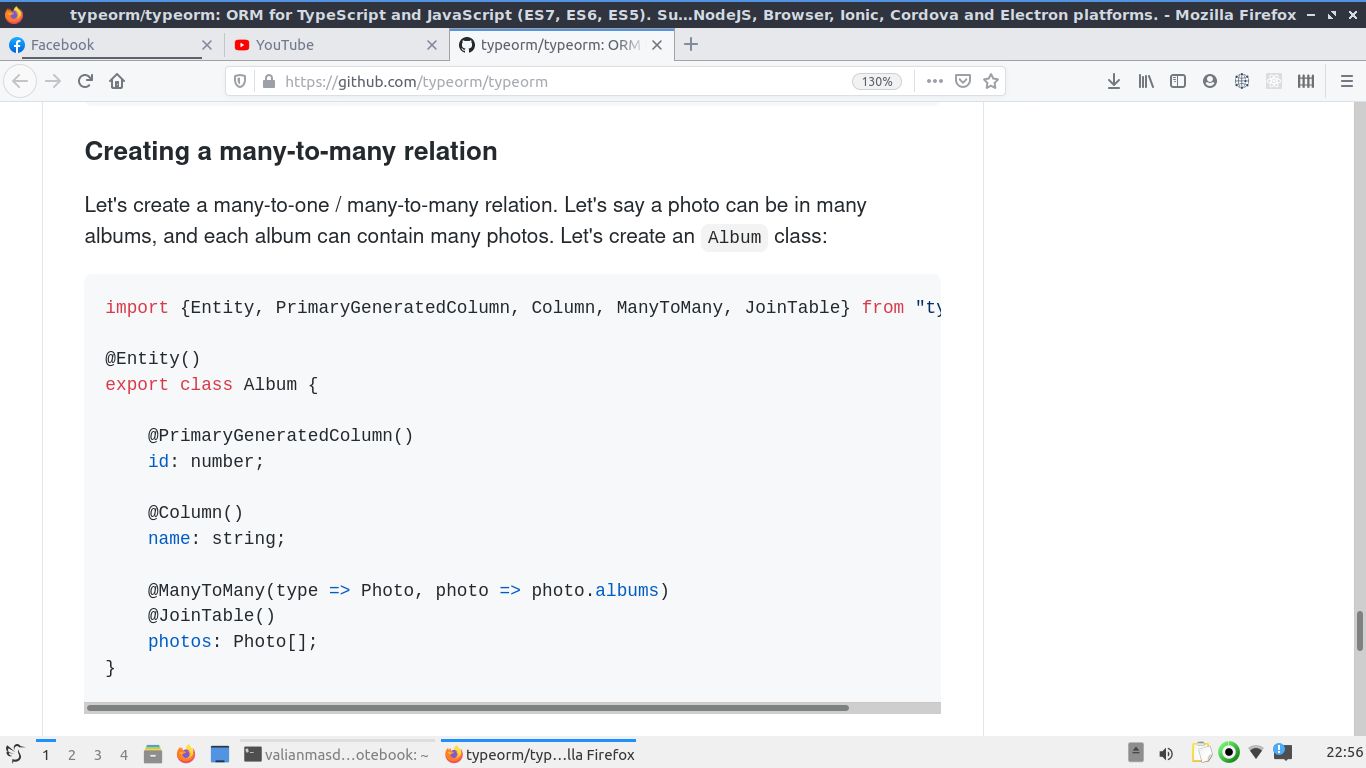 typeorm/typeorm: ORM for TypeScript and JavaScript (ES7, ES6, ES5). Su...NodeJS, Browser, Ionic, Cordova and Electron platforms. - Mozilla Firefox
Facebook
YouTube
typeorm/typeorm: ORM
https://github.com/typeorm/typeorm
130%
Creating a many-to-many relation
Let's create a many-to-one / many-to-many relation. Let's say a photo can be in many
albums, and each album can contain many photos. Let's create an Album class:
import {Entity, PrimaryGeneratedColumn, Column, ManyToMany, JoinTable} from "ty
@Entity()
export class Album {
@PrimaryGeneratedColumn()
id: number;
@Column()
name: string;
@ManyToMany(type => Photo, photo => photo.albums)
@JoinTable()
photos: Photo[];
}
1 2 3 4 valianmasd...otebook: ~ typeorm/typ...lla Firefox 22:56